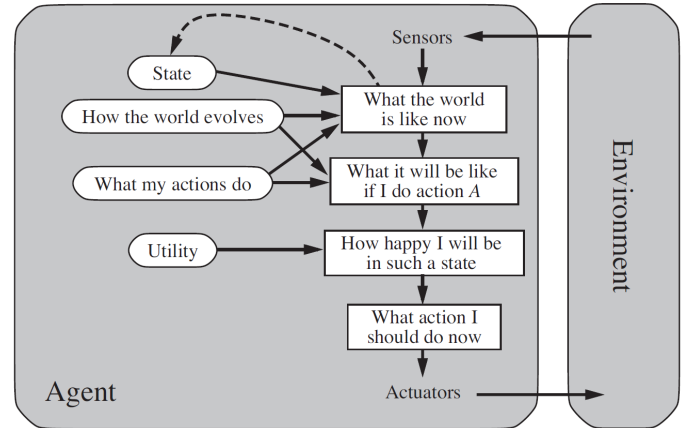 Sensors
State
What the world
is like now
How the world evolves
What it will be like
if I do action A
What my actions do
How happy I will be
in such a state
Utility
What action I
should do now
Actuators
Agent
Environment